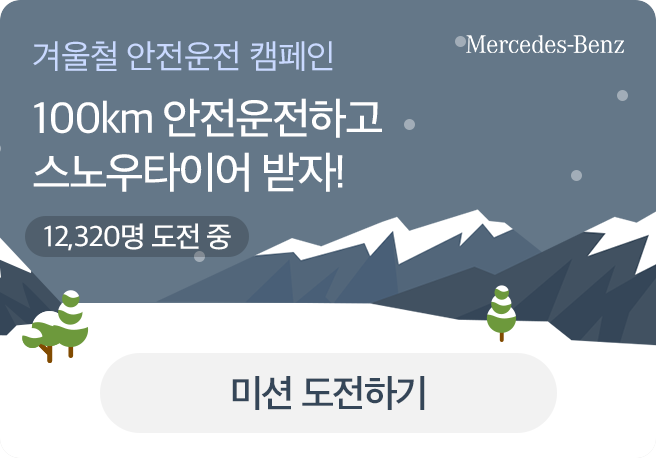 겨울철 안전운전 캠페인
Mercedes-Benz
100km 안전운전하고
스노우타이어 받자!
12,320명 도전 중
미션 도전하기